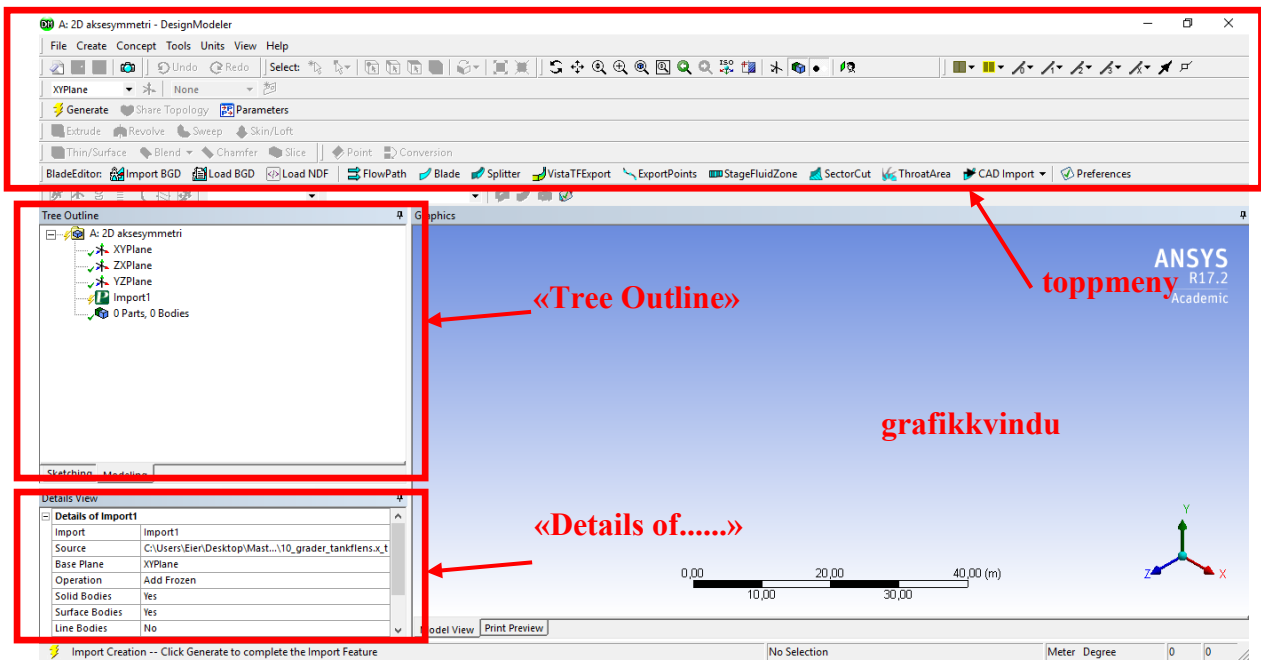 A: 2D aksesymmetri - DesignModeler
File Create Concept Tools Units View Help
Undo Redo Select: ISO
XYPlane None
Generate Share Topology Parameters
Extrude Revolve Sweep Skin/Loft
Thin/Surface Blend Chamfer Slice Point Conversion
BladeEditor: Import BGD Load BGD Load NDF FlowPath Blade Splitter VistaTFExport ExportPoints StageFluidZone SectorCut ThroatArea CAD Import Preferences
Tree Outline
A: 2D aksesymmetri
XYPlane
ZXPlane
YZPlane
Import1
0 Parts, 0 Bodies
Sketching Modeling
Details View
Details of Import1
Import Import1
Source C:\Users\Eier\Desktop\Mast...\10_grader_tankflens.x_t
Base Plane XYPlane
Operation Add Frozen
Solid Bodies Yes
Surface Bodies Yes
Line Bodies No
Graphics
ANSYS
R17.2
Academic
toppmeny
«Tree Outline»
grafikkvindu
«Details of......»
0,00 20,00 40,00 (m)
10,00 30,00
Y
Z X
Model View Print Preview
Import Creation -- Click Generate to complete the Import Feature No Selection Meter Degree 0 0